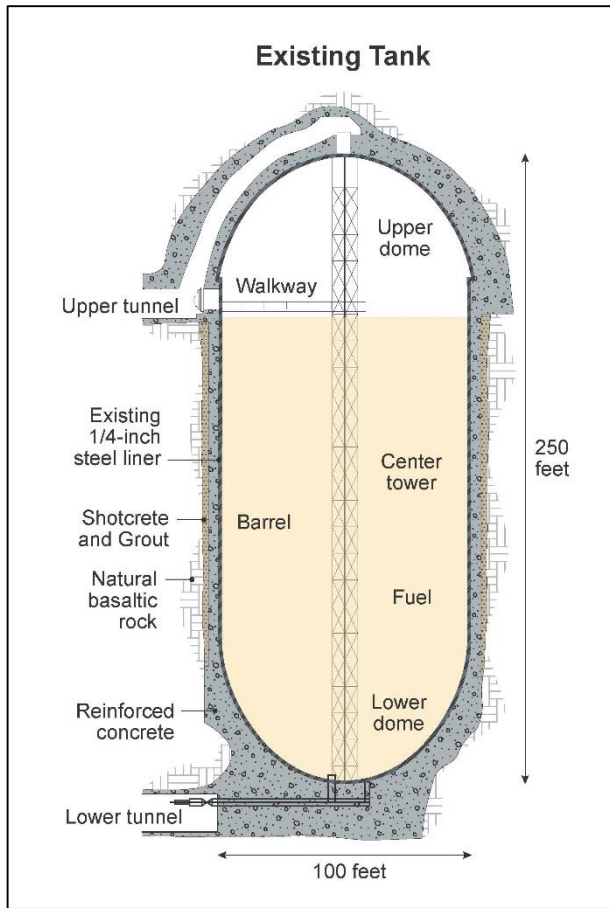 Existing Tank
Upper
dome
Walkway
Upper tunnel
Existing
1/4-inch
steel liner
250
feet
Center
tower
Shotcrete
and Grout
Barrel
Natural
basaltic
rock
Fuel
Reinforced
concrete
Lower
dome
Lower tunnel
100 feet